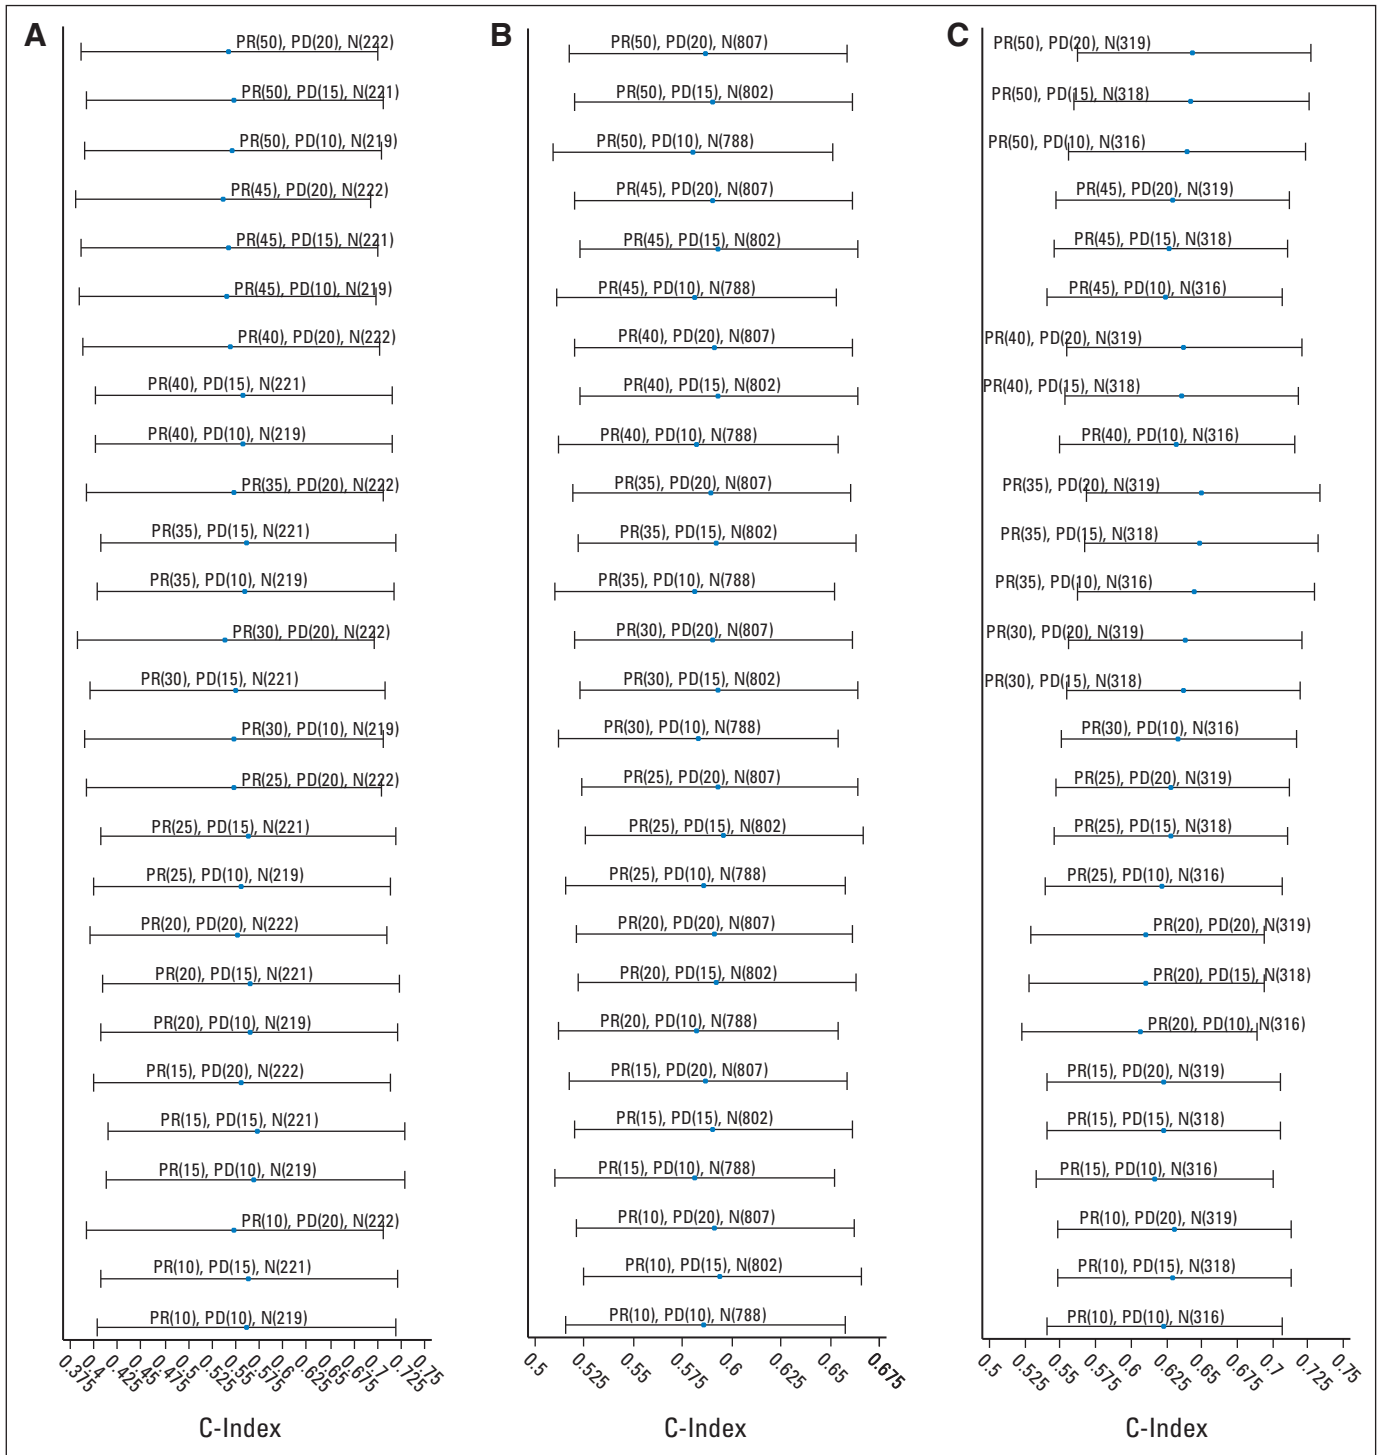 A
PR(50), PD(20), N(222)
PR(50), PD(15), N(221)
PR(50), PD(10), N(219)
PR(45), PD(20), N(222)
PR(45), PD(15), N(221)
PR(45), PD(10), N(219)
PR(40), PD(20), N(222)
PR(40), PD(15), N(221)
PR(40), PD(10), N(219)
PR(35), PD(20), N(222)
PR(35), PD(15), N(221)
PR(35), PD(10), N(219)
PR(30), PD(20), N(222)
PR(30), PD(15), N(221)
PR(30), PD(10), N(219)
PR(25), PD(20), N(222)
PR(25), PD(15), N(221)
PR(25), PD(10), N(219)
PR(20), PD(20), N(222)
PR(20), PD(15), N(221)
PR(20), PD(10), N(219)
PR(15), PD(20), N(222)
PR(15), PD(15), N(221)
PR(15), PD(10), N(219)
PR(10), PD(20), N(222)
PR(10), PD(15), N(221)
PR(10), PD(10), N(219)
0.375 0.4 0.425 0.45 0.475 0.5 0.525 0.55 0.575 0.6 0.625 0.65 0.675 0.7 0.725 0.75
C-Index
B
PR(50), PD(20), N(807)
PR(50), PD(15), N(802)
PR(50), PD(10), N(788)
PR(45), PD(20), N(807)
PR(45), PD(15), N(802)
PR(45), PD(10), N(788)
PR(40), PD(20), N(807)
PR(40), PD(15), N(802)
PR(40), PD(10), N(788)
PR(35), PD(20), N(807)
PR(35), PD(15), N(802)
PR(35), PD(10), N(788)
PR(30), PD(20), N(807)
PR(30), PD(15), N(802)
PR(30), PD(10), N(788)
PR(25), PD(20), N(807)
PR(25), PD(15), N(802)
PR(25), PD(10), N(788)
PR(20), PD(20), N(807)
PR(20), PD(15), N(802)
PR(20), PD(10), N(788)
PR(15), PD(20), N(807)
PR(15), PD(15), N(802)
PR(15), PD(10), N(788)
PR(10), PD(20), N(807)
PR(10), PD(15), N(802)
PR(10), PD(10), N(788)
0.5 0.525 0.55 0.575 0.6 0.625 0.65 0.675
C-Index
C
PR(50), PD(20), N(319)
PR(50), PD(15), N(318)
PR(50), PD(10), N(316)
PR(45), PD(20), N(319)
PR(45), PD(15), N(318)
PR(45), PD(10), N(316)
PR(40), PD(20), N(319)
PR(40), PD(15), N(318)
PR(40), PD(10), N(316)
PR(35), PD(20), N(319)
PR(35), PD(15), N(318)
PR(35), PD(10), N(316)
PR(30), PD(20), N(319)
PR(30), PD(15), N(318)
PR(30), PD(10), N(316)
PR(25), PD(20), N(319)
PR(25), PD(15), N(318)
PR(25), PD(10), N(316)
PR(20), PD(20), N(319)
PR(20), PD(15), N(318)
PR(20), PD(10), N(316)
PR(15), PD(20), N(319)
PR(15), PD(15), N(318)
PR(15), PD(10), N(316)
PR(10), PD(20), N(319)
PR(10), PD(15), N(318)
PR(10), PD(10), N(316)
0.5 0.525 0.55 0.575 0.6 0.625 0.65 0.675 0.7 0.725 0.75
C-Index